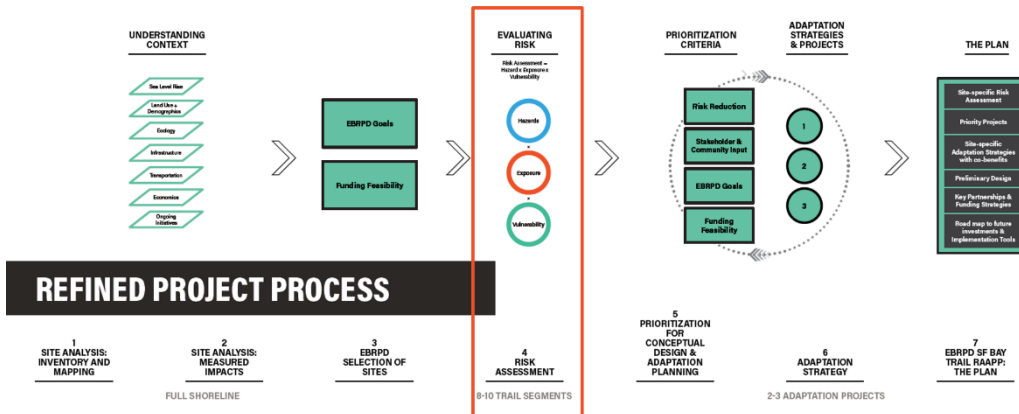 UNDERSTANDING
CONTEXT
Sea Level Rise
Land Use +
Demographics
Ecology
Infrastructure
Transportation
Economics
Ongoing
Initiatives
EBRPD Goals
Funding Feasibility
EVALUATING
RISK
Risk Assessment =
Hazard x Exposure x
Vulnerability
Hazards
x
Exposure
x
Vulnerability
PRIORITIZATION
CRITERIA
Risk Reduction
Stakeholder &
Community Input
EBRPD Goals
Funding
Feasibility
ADAPTATION
STRATEGIES
& PROJECTS
1
2
3
THE PLAN
Site-specific Risk
Assessment
Priority Projects
Site-specific
Adaptation Strategies
with co-benefits
Preliminary Design
Key Partnerships &
Funding Strategies
Road map to future
investments &
Implementation Tools
REFINED PROJECT PROCESS
1
SITE ANALYSIS:
INVENTORY AND
MAPPING
2
SITE ANALYSIS:
MEASURED
IMPACTS
FULL SHORELINE
3
EBRPD
SELECTION OF
SITES
4
RISK
ASSESSMENT
8-10 TRAIL SEGMENTS
5
PRIORITIZATION
FOR
CONCEPTUAL
DESIGN &
ADAPTATION
PLANNING
6
ADAPTATION
STRATEGY
2-3 ADAPTATION PROJECTS
7
EBRPD SF BAY
TRAIL RAAPP:
THE PLAN